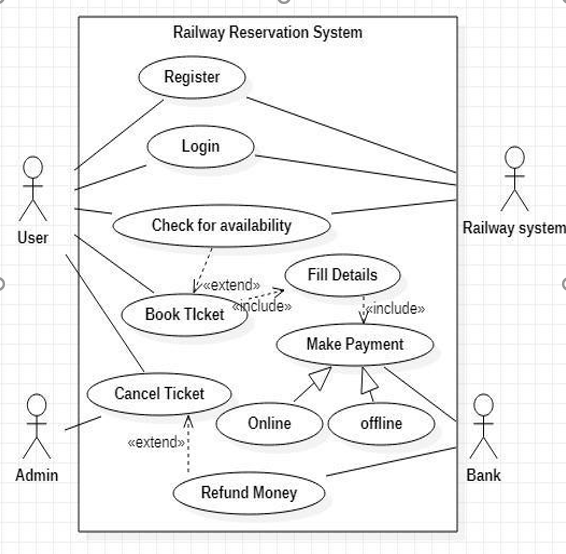 Railway Reservation System
Register
Login
User
Railway system
Check for availability
«extend»
Fill Details
«include»
«include»
Book TIcket
Make Payment
Cancel Ticket
Online
offline
«extend»
Admin
Bank
Refund Money